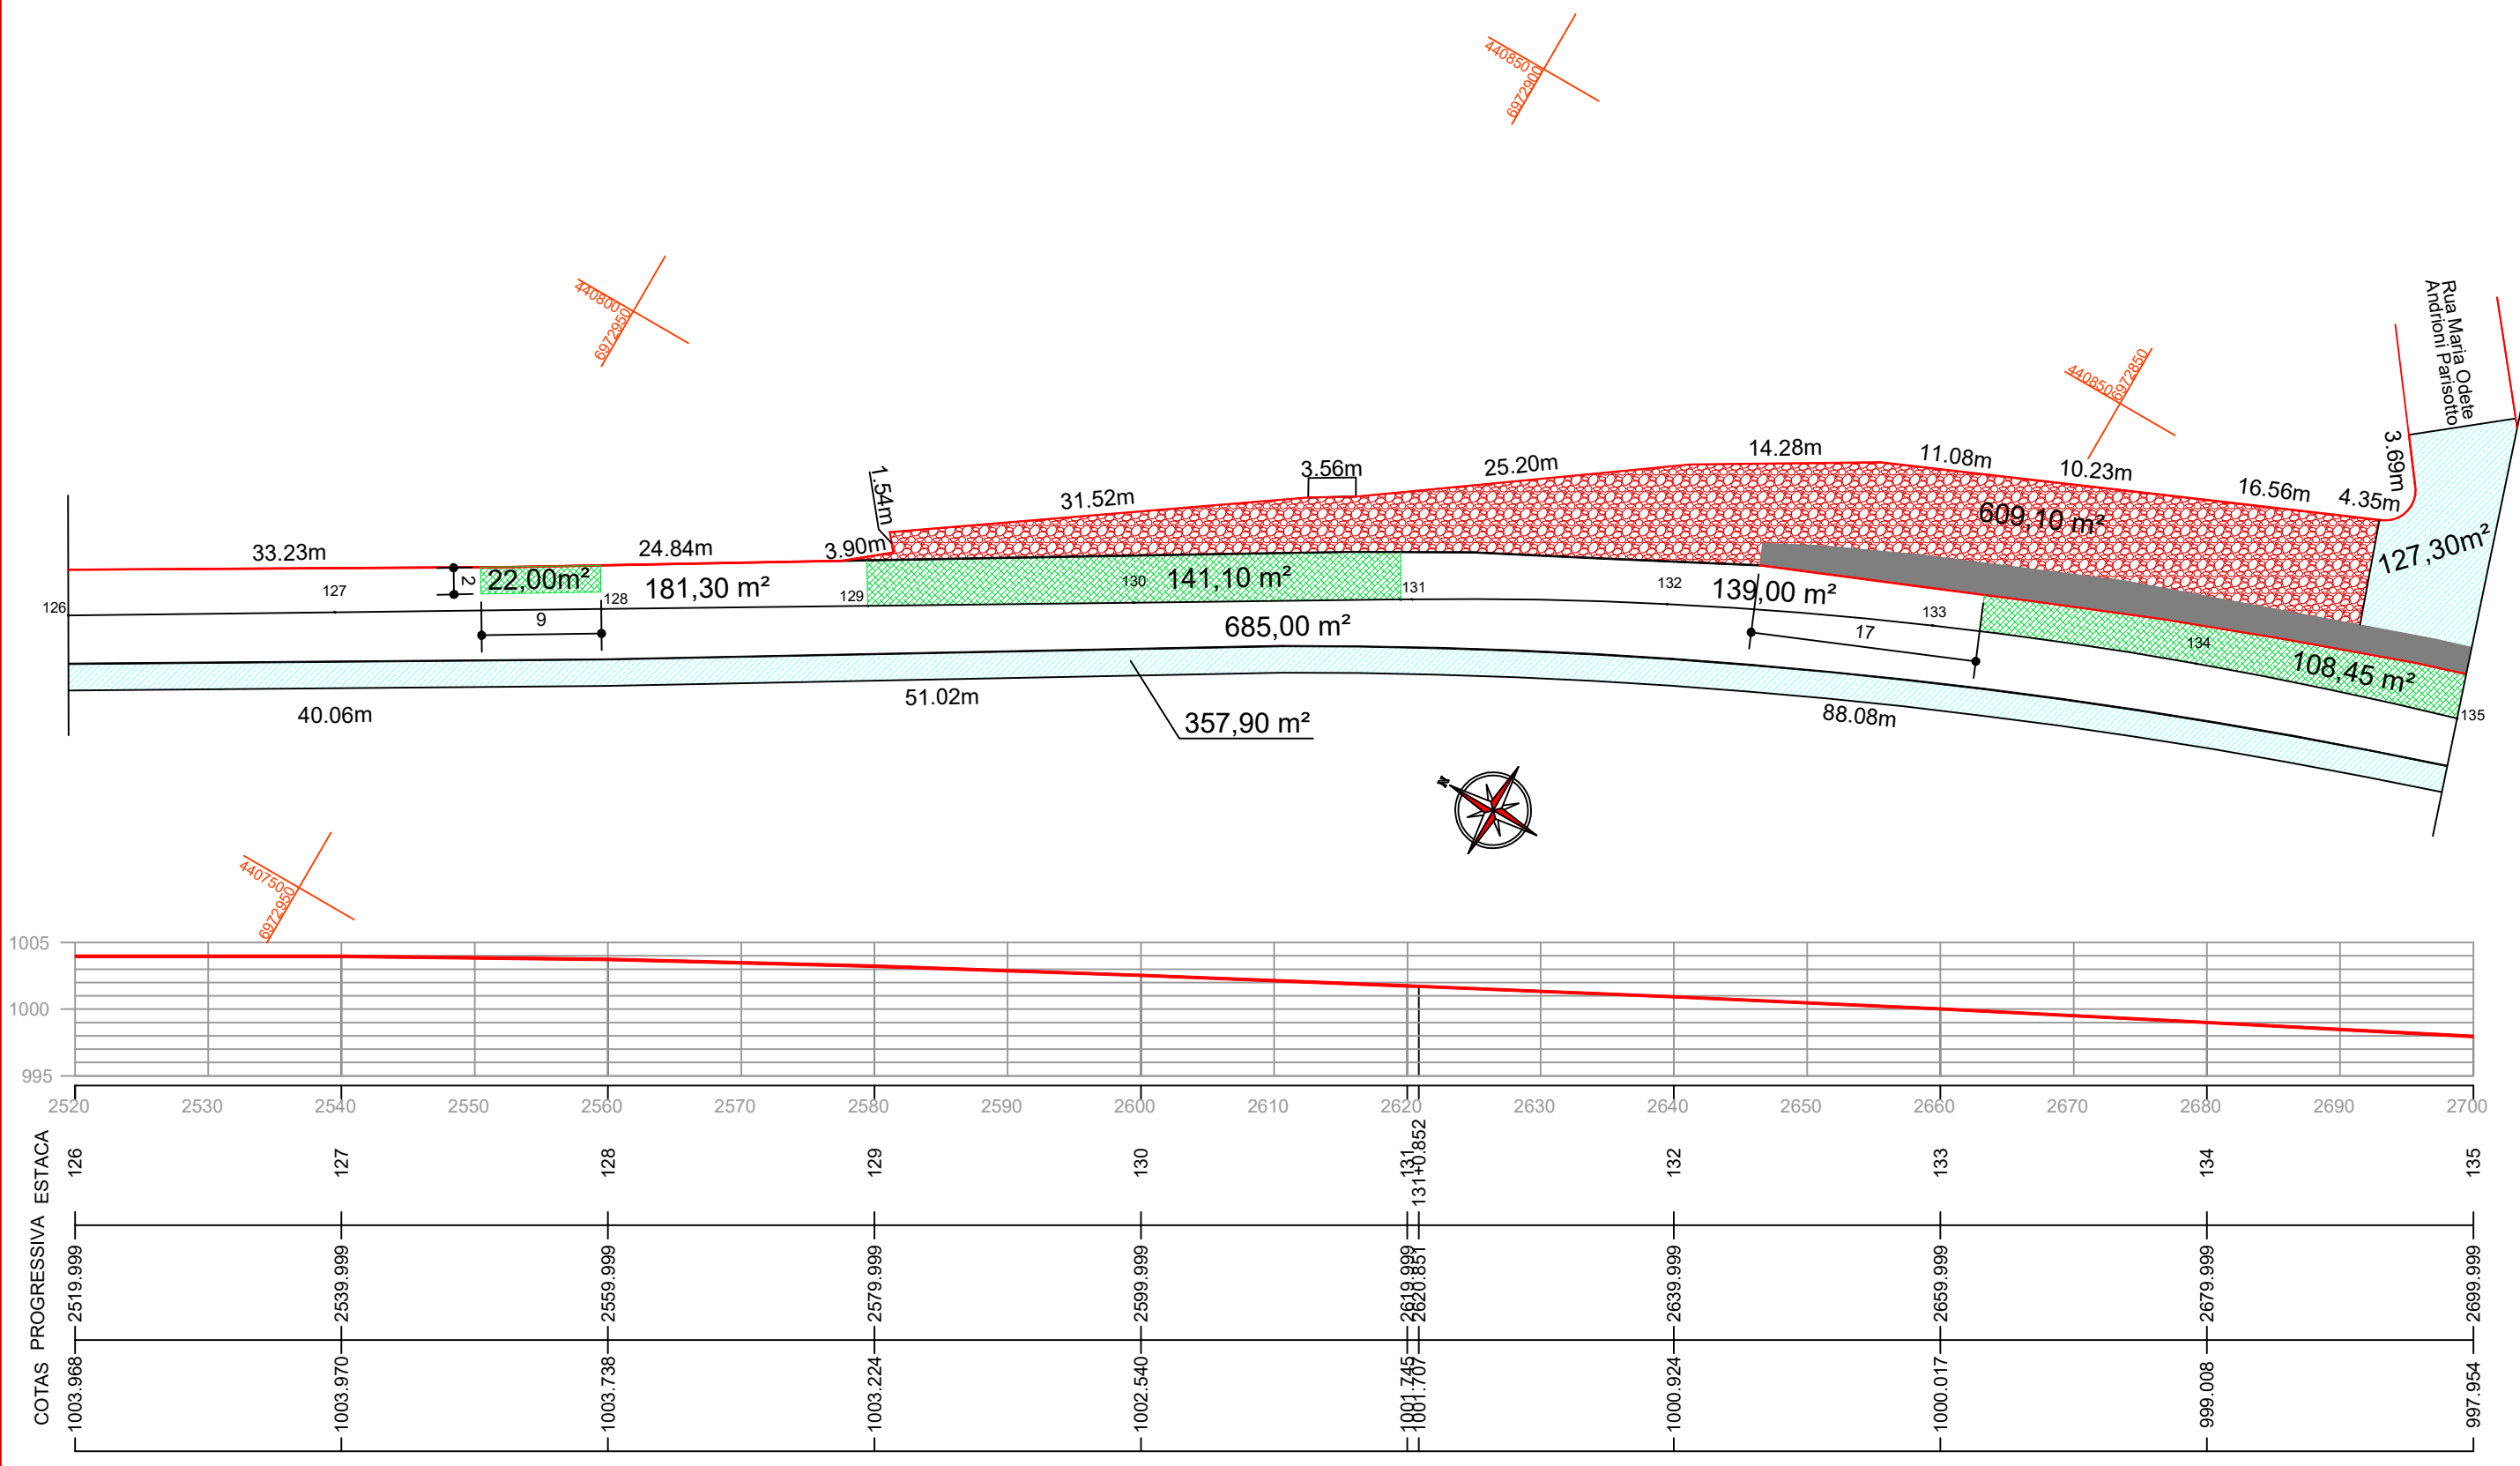 440850
6972900
440800
6972950
440850
6972850
Rua Maria Odete
Andrioni Parisotto
3.69m
14.28m
11.08m
10.23m
16.56m
4.35m
25.20m
3.56m
31.52m
1.54m
3.90m
24.84m
33.23m
609,10 m²
127,30m²
22,00m²
181,30 m²
141,10 m²
139,00 m²
108,45 m²
685,00 m²
357,90 m²
2
9
17
126
127
128
129
130
131
132
133
134
135
40.06m
51.02m
88.08m
N
440750
6972950
1005
1000
995
2520 2530 2540 2550 2560 2570 2580 2590 2600 2610 2620 2630 2640 2650 2660 2670 2680 2690 2700
ESTACA 126 127 128 129 130 131 131+0.852 132 133 134 135
PROGRESSIVA 2519.999 2539.999 2559.999 2579.999 2599.999 2619.999 2620.851 2639.999 2659.999 2679.999 2699.999
COTAS 1003.968 1003.970 1003.738 1003.224 1002.540 1001.745 1001.707 1000.924 1000.017 999.008 997.954